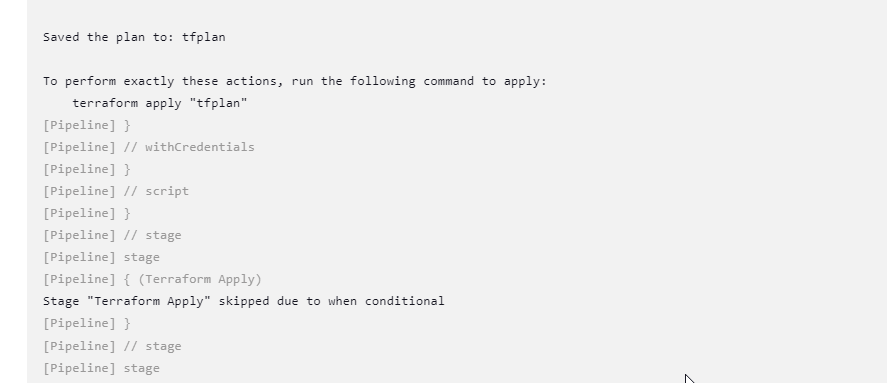 Saved the plan to: tfplan
To perform exactly these actions, run the following command to apply:
terraform apply "tfplan"
[Pipeline] }
[Pipeline] // withCredentials
[Pipeline] }
[Pipeline] // script
[Pipeline] }
[Pipeline] // stage
[Pipeline] stage
[Pipeline] { (Terraform Apply)
Stage "Terraform Apply" skipped due to when conditional
[Pipeline] }
[Pipeline] // stage
[Pipeline] stage